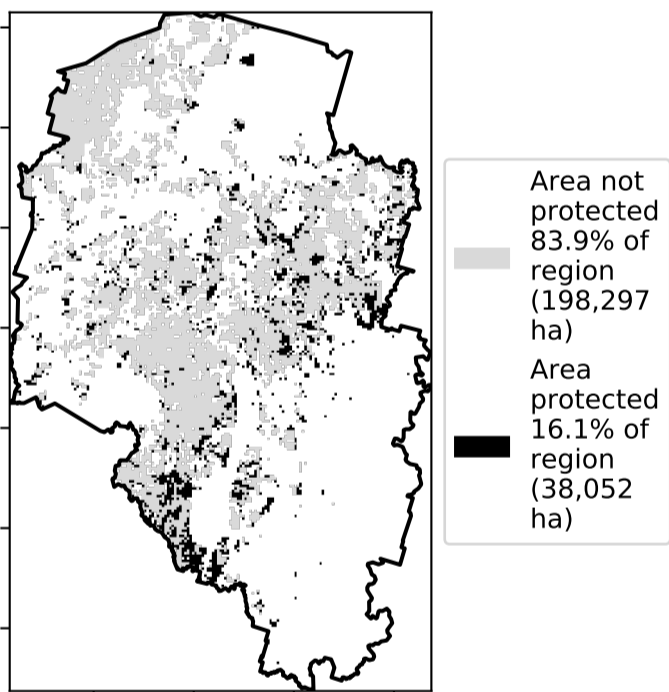 Area not
protected
83.9% of
region
(198,297
ha)
Area
protected
16.1% of
region
(38,052
ha)